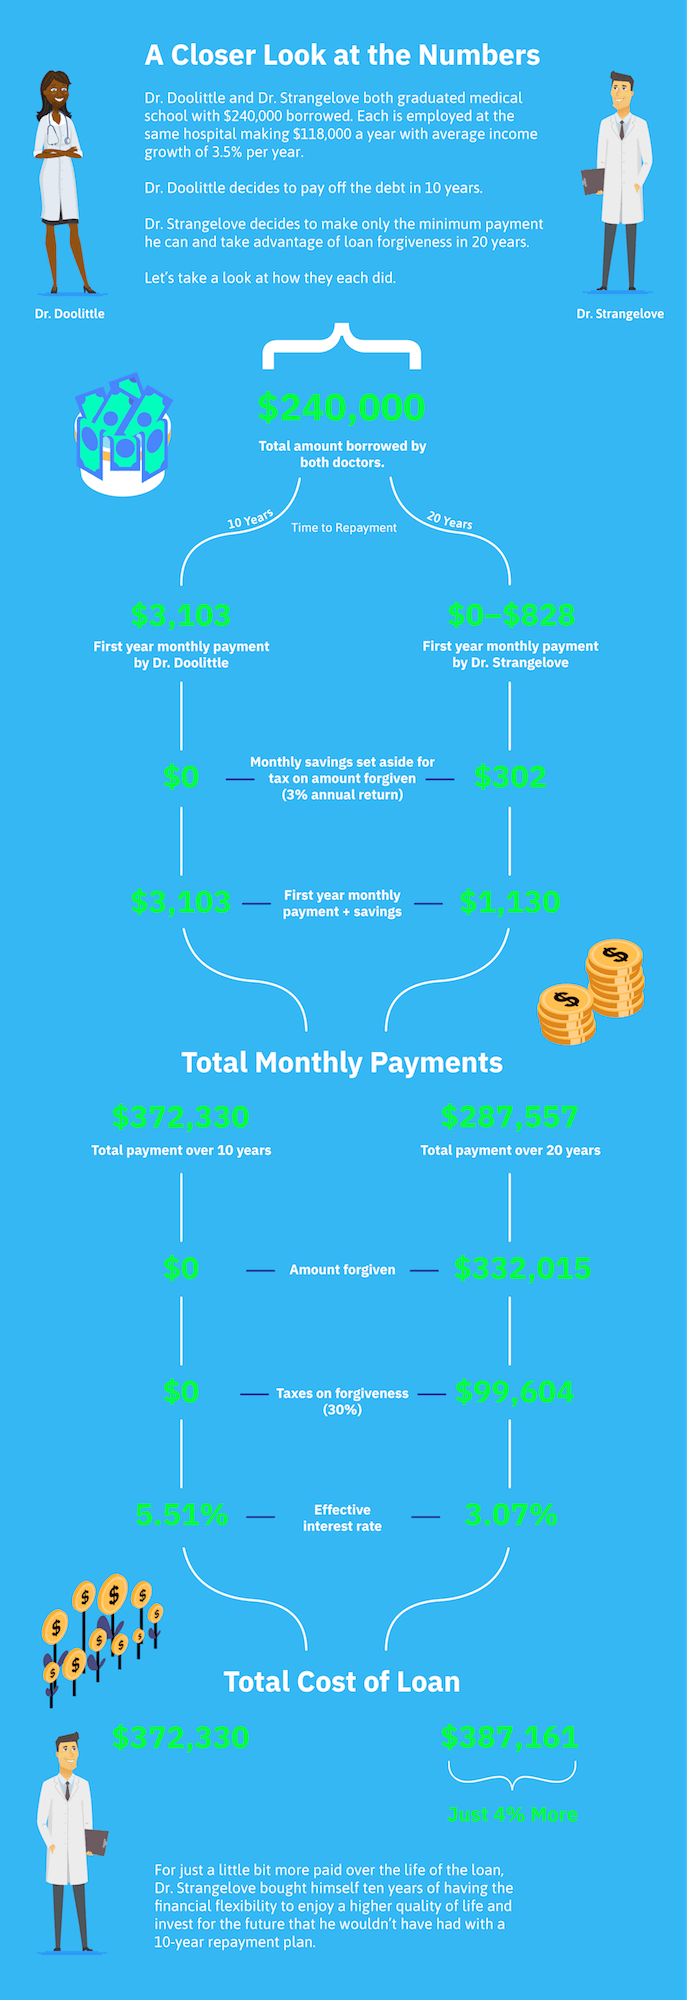 A Closer Look at the Numbers
Dr. Doolittle and Dr. Strangelove both graduated medical
school with $240,000 borrowed. Each is employed at the
same hospital making $118,000 a year with average income
growth of 3.5% per year.
Dr. Doolittle decides to pay off the debt in 10 years.
Dr. Strangelove decides to make only the minimum payment
he can and take advantage of loan forgiveness in 20 years.
Let's take a look at how they each did.
Dr. Doolittle
Dr. Strangelove
$240,000
Total amount borrowed by
both doctors.
10 Years
Time to Repayment
20 Years
$3,103
First year monthly payment
by Dr. Doolittle
$0–$828
First year monthly payment
by Dr. Strangelove
$0
Monthly savings set aside for
tax on amount forgiven
(3% annual return)
$302
$3,103
First year monthly
payment + savings
$1,130
$
$
Total Monthly Payments
$372,330
Total payment over 10 years
$287,557
Total payment over 20 years
$0
Amount forgiven
$332,015
$0
Taxes on forgiveness
(30%)
$99,604
5.51%
Effective
interest rate
3.07%
$
$
$
$
$
$
$
$
$
$
Total Cost of Loan
$372,330
$387,161
Just 4% More
For just a little bit more paid over the life of the loan,
Dr. Strangelove bought himself ten years of having the
financial flexibility to enjoy a higher quality of life and
invest for the future that he wouldn't have had with a
10-year repayment plan.